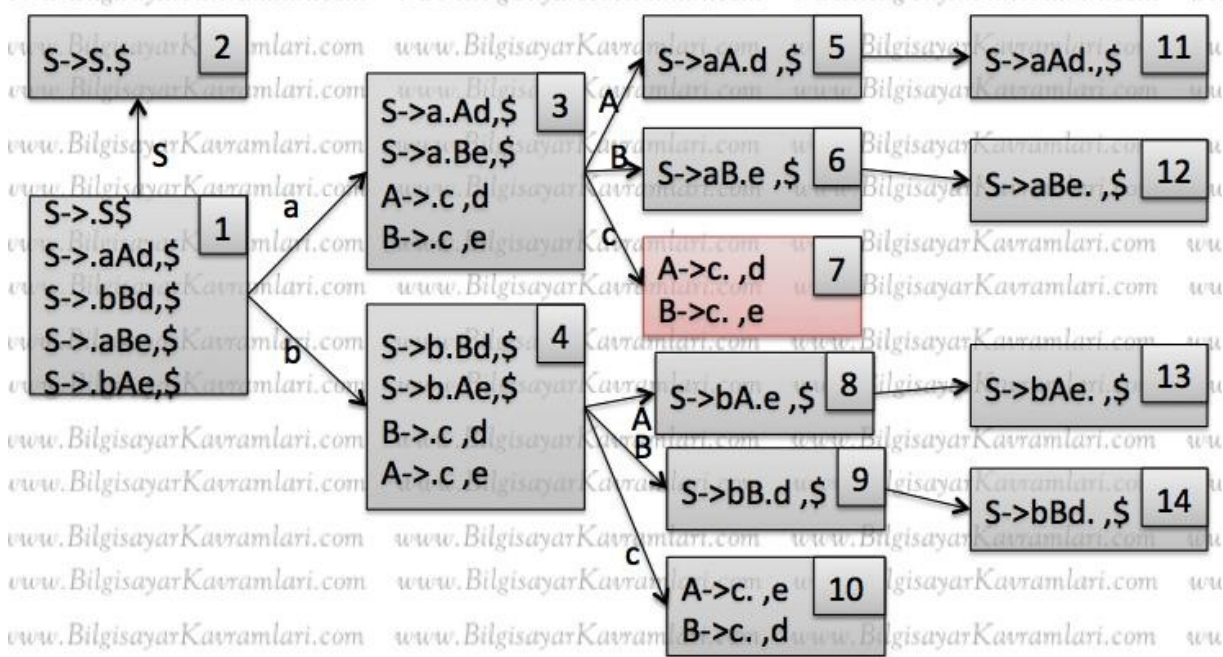 S->S.$ 2
S
S->.S$ 1
S->.aAd,$
S->.bBd,$
S->.aBe,$
S->.bAe,$
a
b
S->a.Ad,$ 3
S->a.Be,$
A->.c ,d
B->.c ,e
S->b.Bd,$ 4
S->b.Ae,$
B->.c ,d
A->.c ,e
A
B
c
S->aA.d ,$ 5
S->aB.e ,$ 6
A->c. ,d 7
B->c. ,e
A
B
c
S->bA.e ,$ 8
S->bB.d ,$ 9
A->c. ,e 10
B->c. ,d
S->aAd.,$ 11
S->aBe. ,$ 12
S->bAe. ,$ 13
S->bBd. ,$ 14
www.BilgisayarKavramlari.com